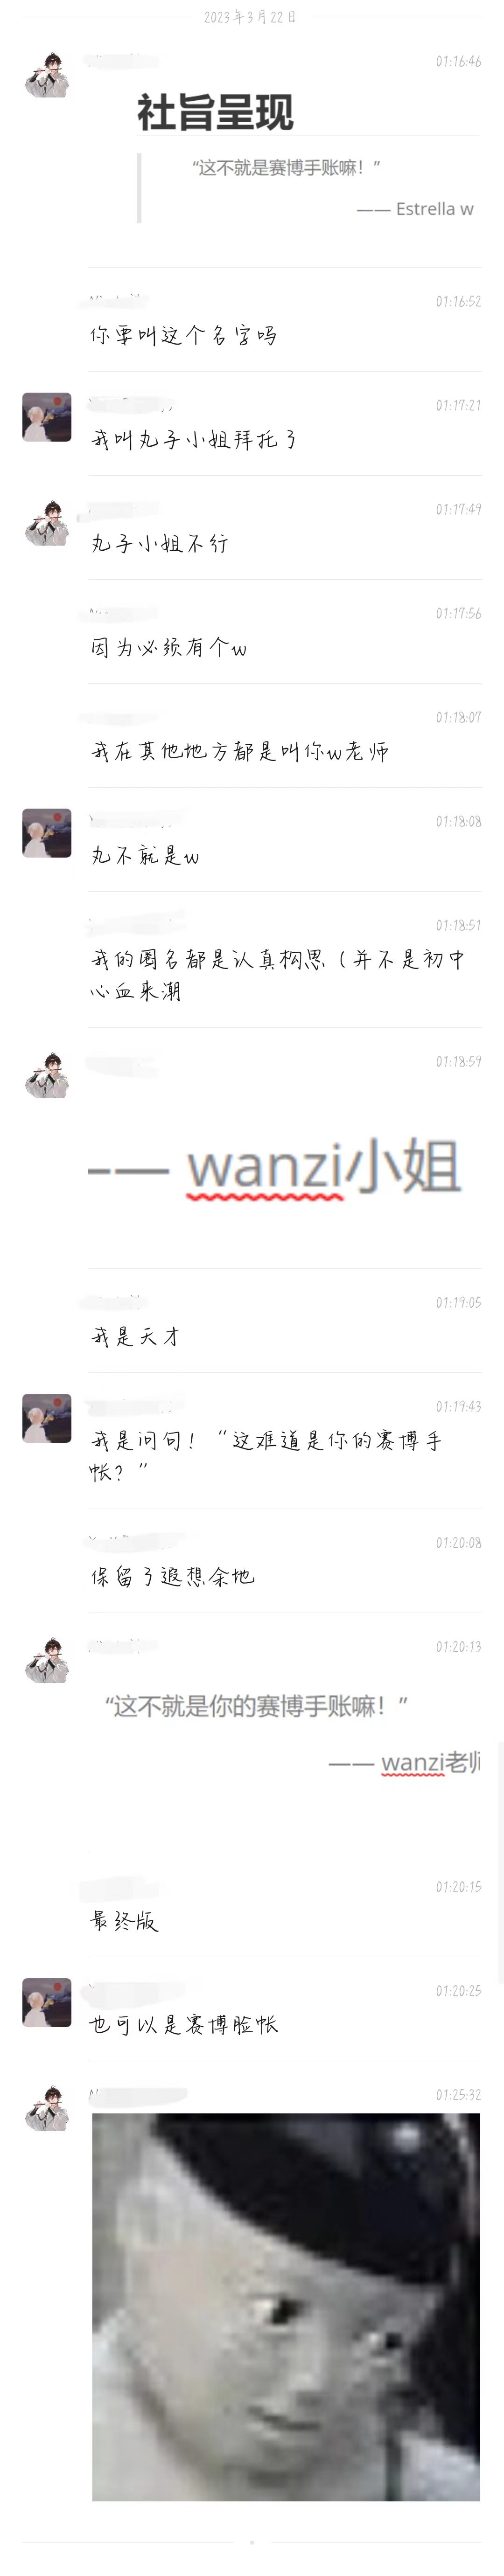 2023年3月22日
01:16:46
社旨呈现
“这不就是赛博手账嘛！”
—— Estrella w
01:16:52
你要叫这个名字吗
01:17:21
我叫丸子小姐拜托了
01:17:49
丸子小姐不行
01:17:56
因为必须有个w
01:18:07
我在其他地方都是叫你w老师
01:18:08
丸不就是w
01:18:51
我的圈名都是认真构思（并不是初中
心血来潮
01:18:59
—— wanzi小姐
01:19:05
我是天才
01:19:43
我是问句！“这难道是你的赛博手
帐？”
01:20:08
保留了遐想余地
01:20:13
“这不就是你的赛博手账嘛！”
—— wanzi老师
01:20:15
最终版
01:20:25
也可以是赛博脸帐
01:25:32